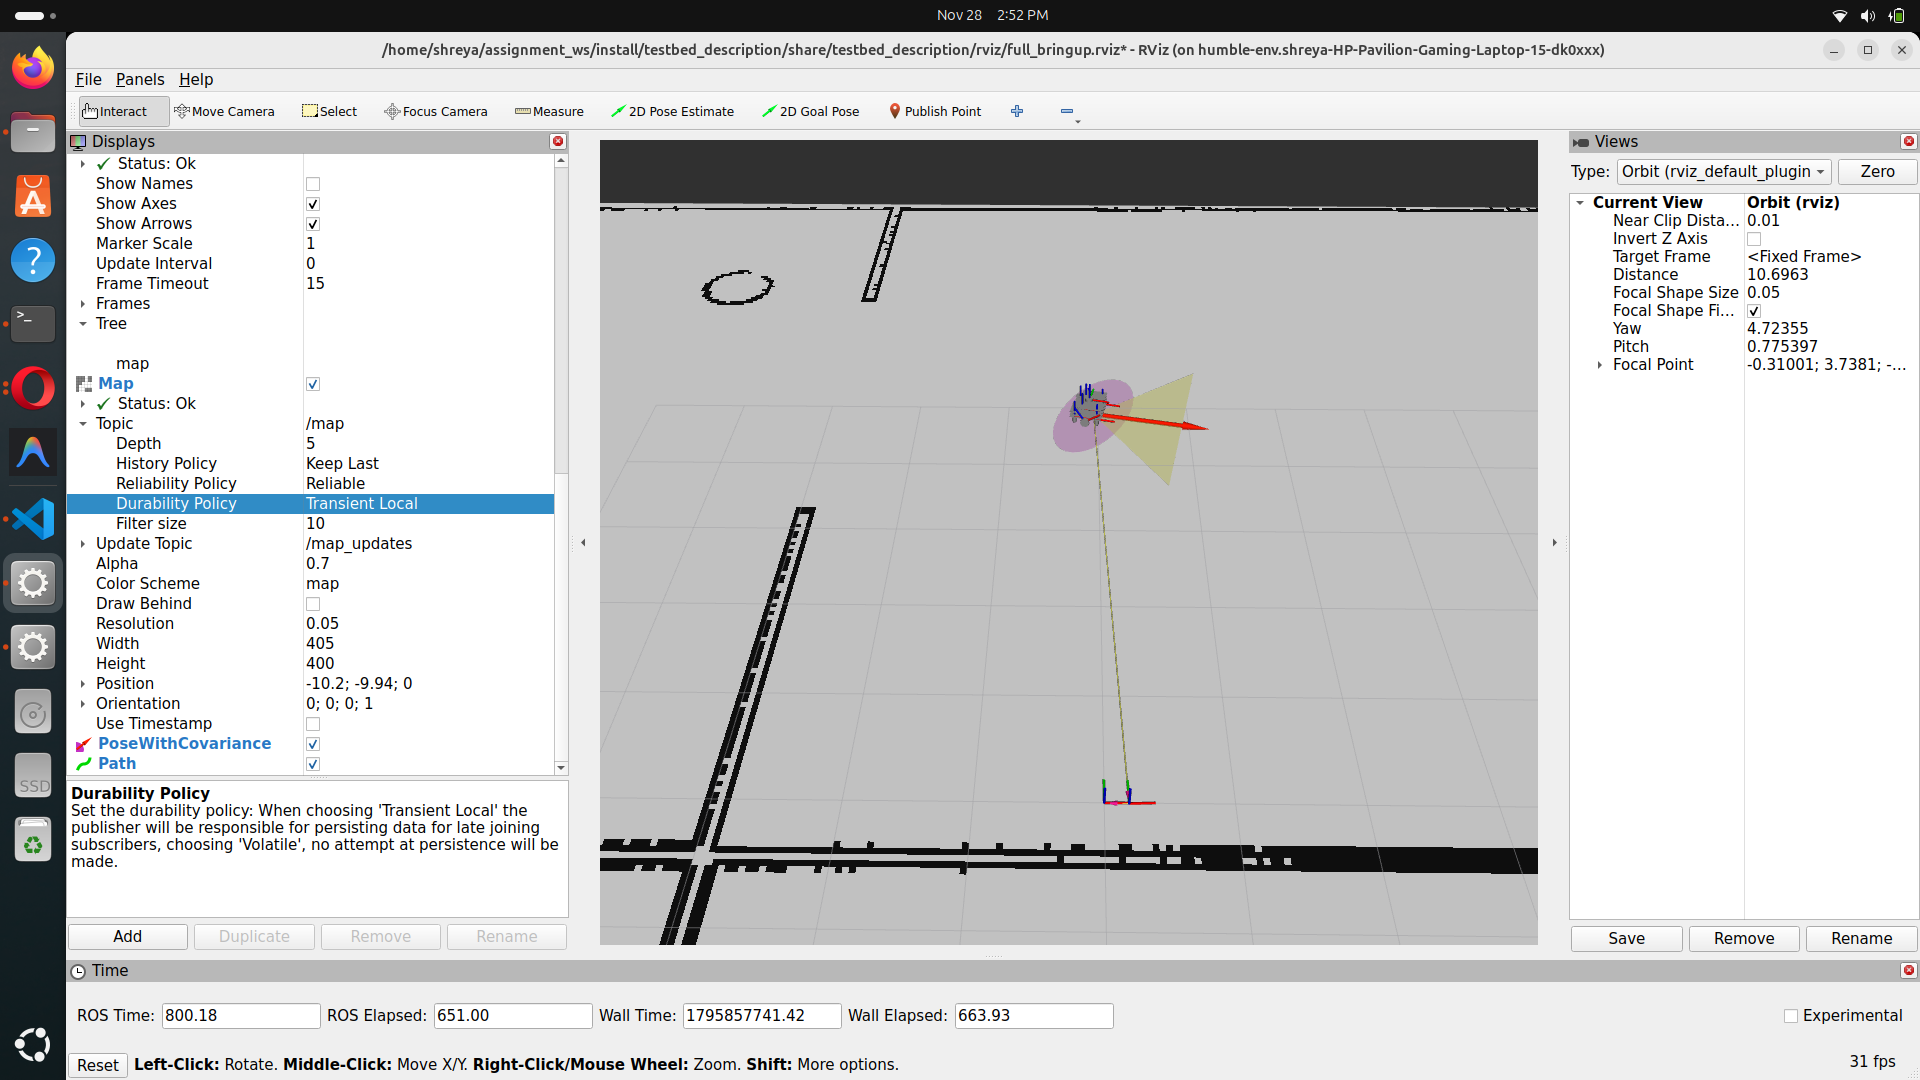 Nov 28 2:52 PM
/home/shreya/assignment_ws/install/testbed_description/share/testbed_description/rviz/full_bringup.rviz* - RViz (on humble-env.shreya-HP-Pavilion-Gaming-Laptop-15-dk0xxx)
File Panels Help
Interact Move Camera Select Focus Camera Measure 2D Pose Estimate 2D Goal Pose Publish Point
Displays
Status: Ok
Show Names
Show Axes
Show Arrows
Marker Scale 1
Update Interval 0
Frame Timeout 15
Frames
Tree
map
Map
Status: Ok
Topic /map
Depth 5
History Policy Keep Last
Reliability Policy Reliable
Durability Policy Transient Local
Filter size 10
Update Topic /map_updates
Alpha 0.7
Color Scheme map
Draw Behind
Resolution 0.05
Width 405
Height 400
Position -10.2; -9.94; 0
Orientation 0; 0; 0; 1
Use Timestamp
PoseWithCovariance
Path
Durability Policy
Set the durability policy: When choosing 'Transient Local' the
publisher will be responsible for persisting data for late joining
subscribers, choosing 'Volatile', no attempt at persistence will be
made.
Add Duplicate Remove Rename
Views
Type: Orbit (rviz_default_plugin Zero
Current View Orbit (rviz)
Near Clip Dista... 0.01
Invert Z Axis
Target Frame <Fixed Frame>
Distance 10.6963
Focal Shape Size 0.05
Focal Shape Fi...
Yaw 4.72355
Pitch 0.775397
Focal Point -0.31001; 3.7381; -...
Save Remove Rename
Time
ROS Time: 800.18 ROS Elapsed: 651.00 Wall Time: 1795857741.42 Wall Elapsed: 663.93 Experimental
Reset Left-Click: Rotate. Middle-Click: Move X/Y. Right-Click/Mouse Wheel: Zoom. Shift: More options. 31 fps
SSD